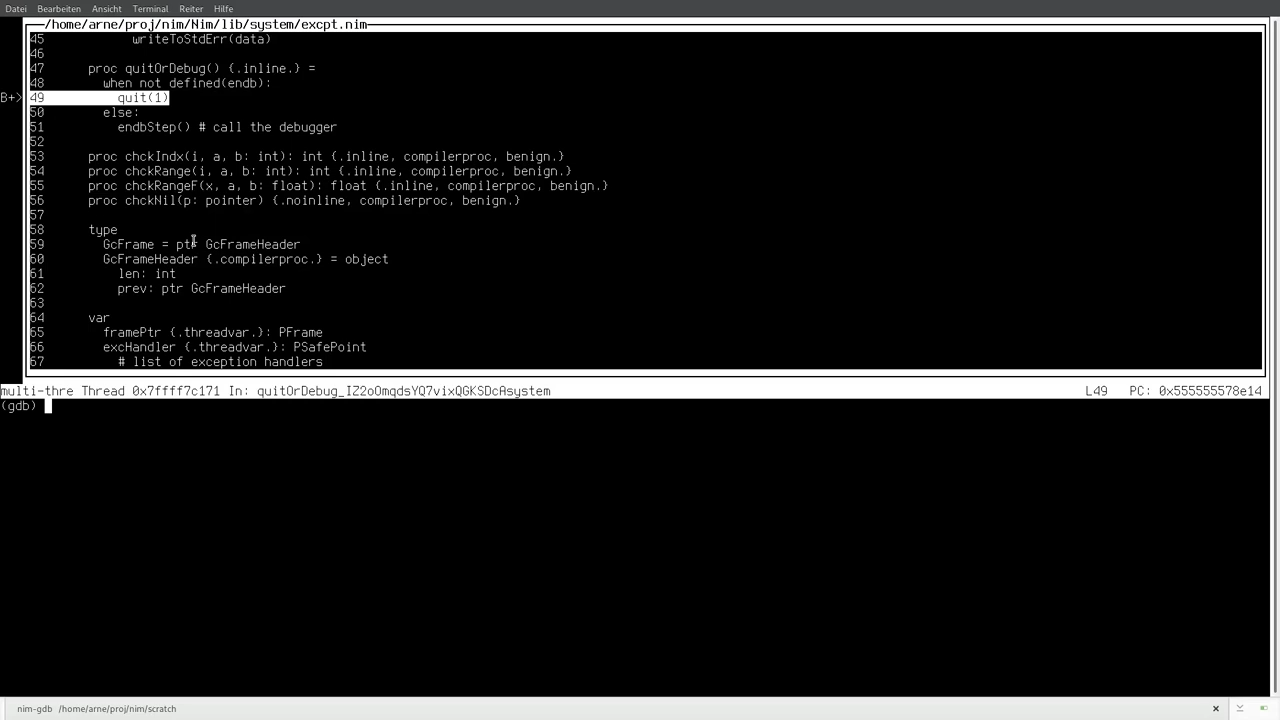 Datei Bearbeiten Ansicht Terminal Reiter Hilfe
/home/arne/proj/nim/Nim/lib/system/excpt.nim
45 writeToStdErr(data)
46
47 proc quitOrDebug() {.inline.} =
48 when not defined(endb):
B+> 49 quit(1)
50 else:
51 endbStep() # call the debugger
52
53 proc chckIndx(i, a, b: int): int {.inline, compilerproc, benign.}
54 proc chckRange(i, a, b: int): int {.inline, compilerproc, benign.}
55 proc chckRangeF(x, a, b: float): float {.inline, compilerproc, benign.}
56 proc chckNil(p: pointer) {.noinline, compilerproc, benign.}
57
58 type
59 GcFrame = ptr GcFrameHeader
60 GcFrameHeader {.compilerproc.} = object
61 len: int
62 prev: ptr GcFrameHeader
63
64 var
65 framePtr {.threadvar.}: PFrame
66 excHandler {.threadvar.}: PSafePoint
67 # list of exception handlers
multi-thre Thread 0x7ffff7c171 In: quitOrDebug_IZ2oOmqdsYQ7vixQGKSDcAsystem L49 PC: 0x555555578e14
(gdb)
nim-gdb /home/arne/proj/nim/scratch